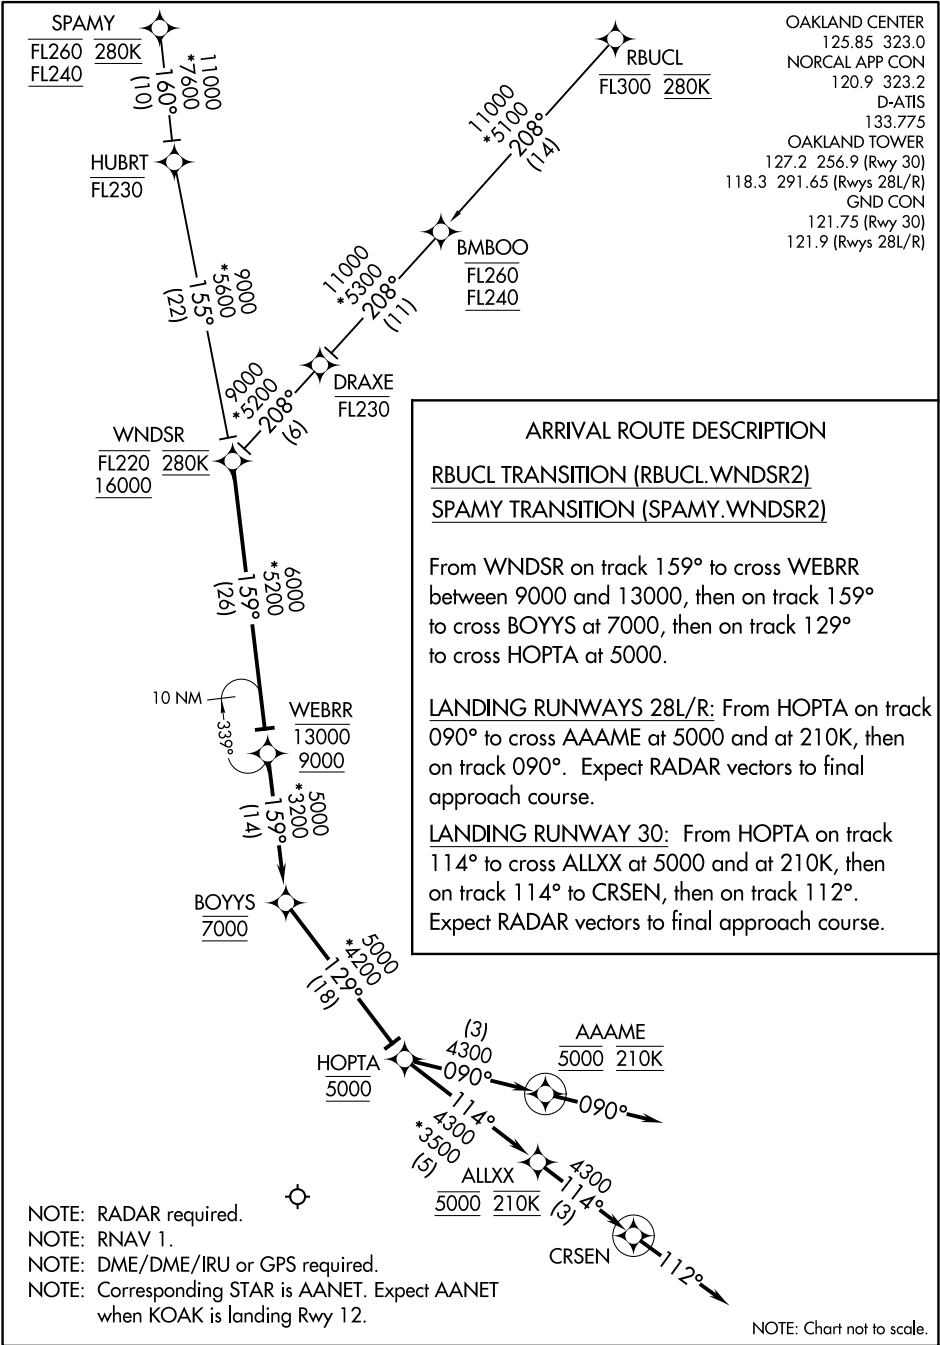 SPAMY
FL260 280K
FL240
11000
*7600
160°
(10)
HUBRT
FL230
9000
*5600
155°
(22)
RBUCL
FL300 280K
11000
*5100
208°
(14)
BMBOO
FL260
FL240
11000
*5300
208°
(11)
DRAXE
FL230
9000
*5200
208°
(6)
OAKLAND CENTER
125.85 323.0
NORCAL APP CON
120.9 323.2
D-ATIS
133.775
OAKLAND TOWER
127.2 256.9 (Rwy 30)
118.3 291.65 (Rwys 28L/R)
GND CON
121.75 (Rwy 30)
121.9 (Rwys 28L/R)
WNDSR
FL220 280K
16000
6000
*5200
159°
(26)
10 NM
339°
WEBRR
13000
9000
5000
*3200
159°
(14)
BOYYS
7000
5000
*4200
129°
(18)
HOPTA
5000
(3)
4300
090°
AAAME
5000 210K
090°
114°
4300
*3500
(5)
ALLXX
5000 210K
4300
114°
(3)
CRSEN
112°
ARRIVAL ROUTE DESCRIPTION
RBUCL TRANSITION (RBUCL.WNDSR2)
SPAMY TRANSITION (SPAMY.WNDSR2)
From WNDSR on track 159° to cross WEBRR
between 9000 and 13000, then on track 159°
to cross BOYYS at 7000, then on track 129°
to cross HOPTA at 5000.
LANDING RUNWAYS 28L/R: From HOPTA on track
090° to cross AAAME at 5000 and at 210K, then
on track 090°. Expect RADAR vectors to final
approach course.
LANDING RUNWAY 30: From HOPTA on track
114° to cross ALLXX at 5000 and at 210K, then
on track 114° to CRSEN, then on track 112°.
Expect RADAR vectors to final approach course.
NOTE: RADAR required.
NOTE: RNAV 1.
NOTE: DME/DME/IRU or GPS required.
NOTE: Corresponding STAR is AANET. Expect AANET
when KOAK is landing Rwy 12.
NOTE: Chart not to scale.